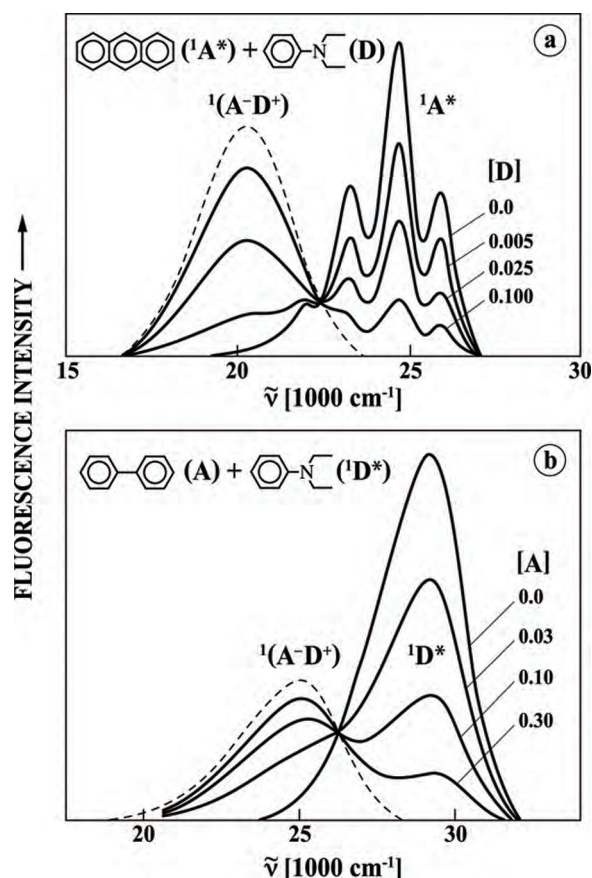 a
(¹A*) + N (D)
¹(A⁻D⁺)
¹A*
[D]
0.0
0.005
0.025
0.100
15 20 25 30
ṽ [1000 cm⁻¹]
FLUORESCENCE INTENSITY
b
(A) + N (¹D*)
[A]
0.0
0.03
0.10
0.30
¹(A⁻D⁺)
¹D*
20 25 30
ṽ [1000 cm⁻¹]